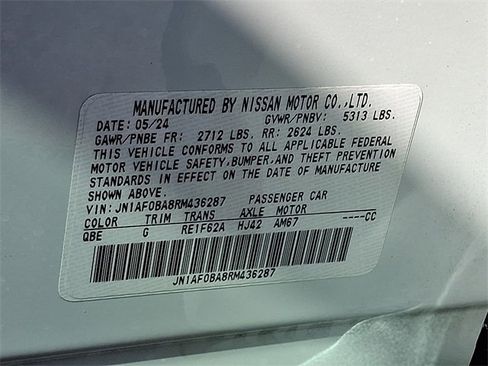 MANUFACTURED BY NISSAN MOTOR CO.,LTD.
DATE: 05/24 GVWR/PNBV: 5313 LBS.
GAWR/PNBE FR: 2712 LBS. RR: 2624 LBS.
THIS VEHICLE CONFORMS TO ALL APPLICABLE FEDERAL
MOTOR VEHICLE SAFETY,BUMPER,AND THEFT PREVENTION
STANDARDS IN EFFECT ON THE DATE OF MANUFACTURE
SHOWN ABOVE.
VIN: JN1AF0BA8RM436287 PASSENGER CAR
COLOR TRIM TRANS AXLE MOTOR
QBE G RE1F62A HJ42 AM67 ----CC
JN1AF0BA8RM436287